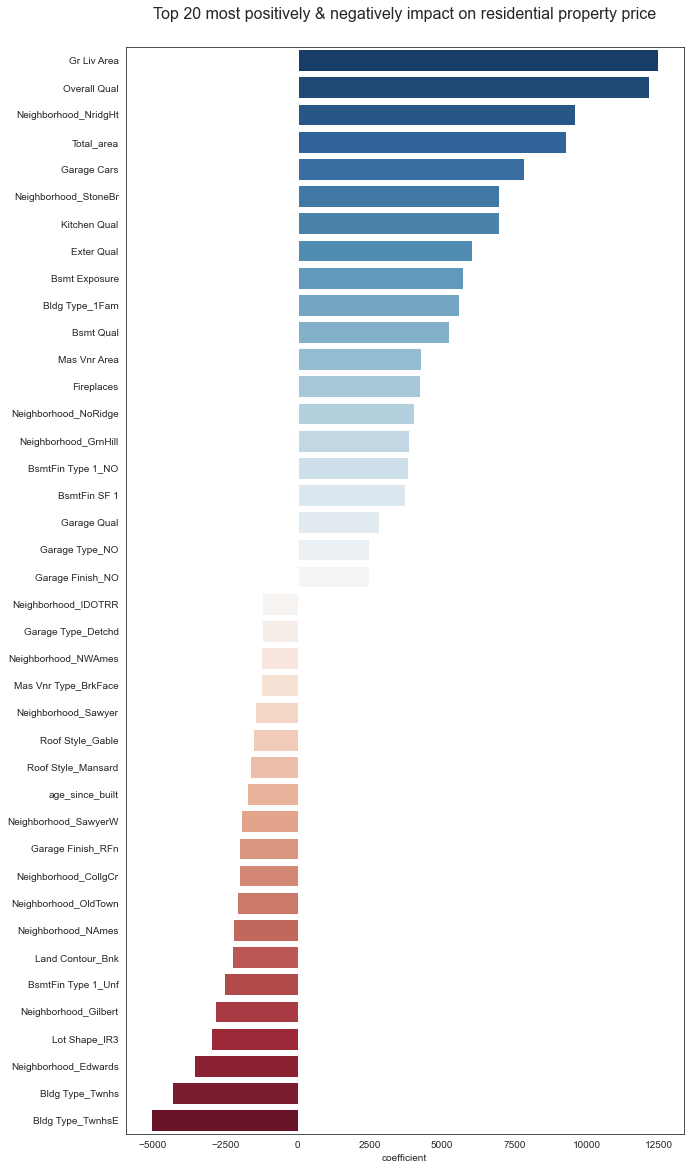 Top 20 most positively & negatively impact on residential property price
Gr Liv Area
Overall Qual
Neighborhood_NridgHt
Total_area
Garage Cars
Neighborhood_StoneBr
Kitchen Qual
Exter Qual
Bsmt Exposure
Bldg Type_1Fam
Bsmt Qual
Mas Vnr Area
Fireplaces
Neighborhood_NoRidge
Neighborhood_GrnHill
BsmtFin Type 1_NO
BsmtFin SF 1
Garage Qual
Garage Type_NO
Garage Finish_NO
Neighborhood_IDOTRR
Garage Type_Detchd
Neighborhood_NWAmes
Mas Vnr Type_BrkFace
Neighborhood_Sawyer
Roof Style_Gable
Roof Style_Mansard
age_since_built
Neighborhood_SawyerW
Garage Finish_RFn
Neighborhood_CollgCr
Neighborhood_OldTown
Neighborhood_NAmes
Land Contour_Bnk
BsmtFin Type 1_Unf
Neighborhood_Gilbert
Lot Shape_IR3
Neighborhood_Edwards
Bldg Type_Twnhs
Bldg Type_TwnhsE
−5000 −2500 0 2500 5000 7500 10000 12500
coefficient